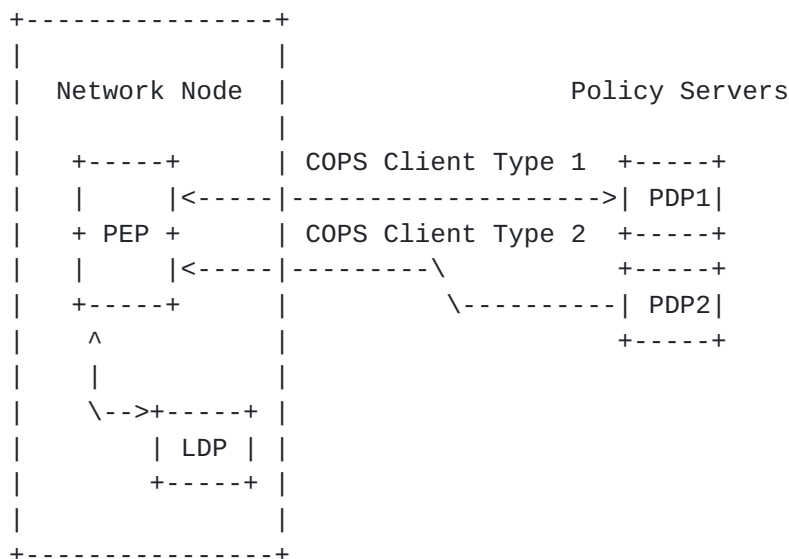 Network Node Policy Servers
COPS Client Type 1
PDP1
PEP COPS Client Type 2
PDP2
LDP